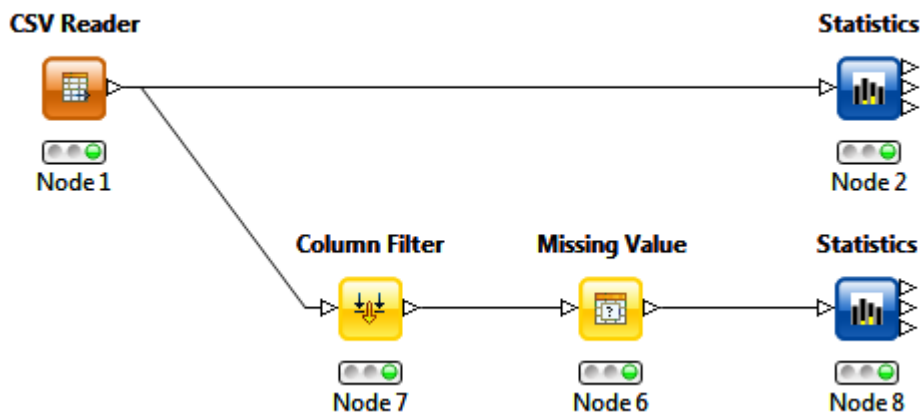 CSV Reader
Statistics
Node 1
Node 2
Column Filter
Missing Value
Statistics
?
Node 7
Node 6
Node 8